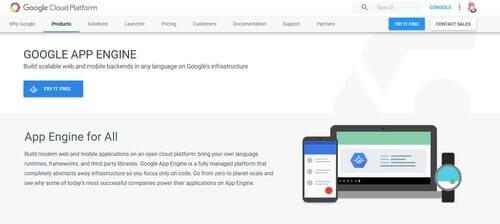 Google Cloud Platform
Search
CONSOLE
Why Google Products Solutions Launcher Pricing Customers Documentation Support Partners
TRY IT FREE
CONTACT SALES
GOOGLE APP ENGINE
Build scalable web and mobile backends in any language on Google's infrastructure
TRY IT FREE
App Engine for All
Build modern web and mobile applications on an open cloud platform: bring your own language
runtimes, frameworks, and third party libraries. Google App Engine is a fully managed platform that
completely abstracts away infrastructure so you focus only on code. Go from zero to planet-scale and
see why some of today's most successful companies power their applications on App Engine.